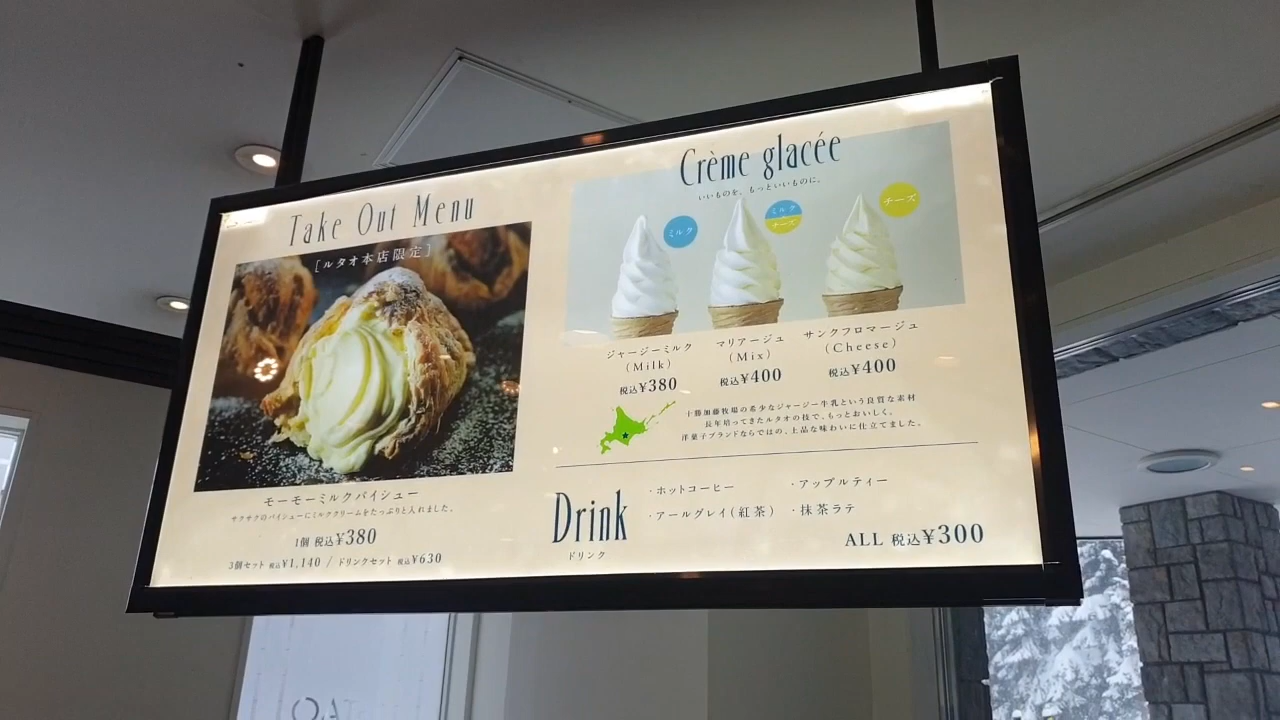 Take Out Menu
[ルタオ本店限定]
モーモーミルクパイシュー
サクサクのパイシューにミルククリームをたっぷりと入れました。
1個 税込¥380
3個セット 税込¥1,140 / ドリンクセット 税込¥630
Crème glacée
いいものを、もっといいものに。
ミルク
ミルク
チーズ
チーズ
ジャージーミルク
(Milk)
税込¥380
マリアージュ
(Mix)
税込¥400
サンクフロマージュ
(Cheese)
税込¥400
十勝加藤牧場の希少なジャージー牛乳という良質な素材
長年培ってきたルタオの技で、もっとおいしく。
洋菓子ブランドならではの、上品な味わいに仕立てました。
Drink
ドリンク
・ホットコーヒー
・アップルティー
・アールグレイ(紅茶)
・抹茶ラテ
ALL 税込¥300